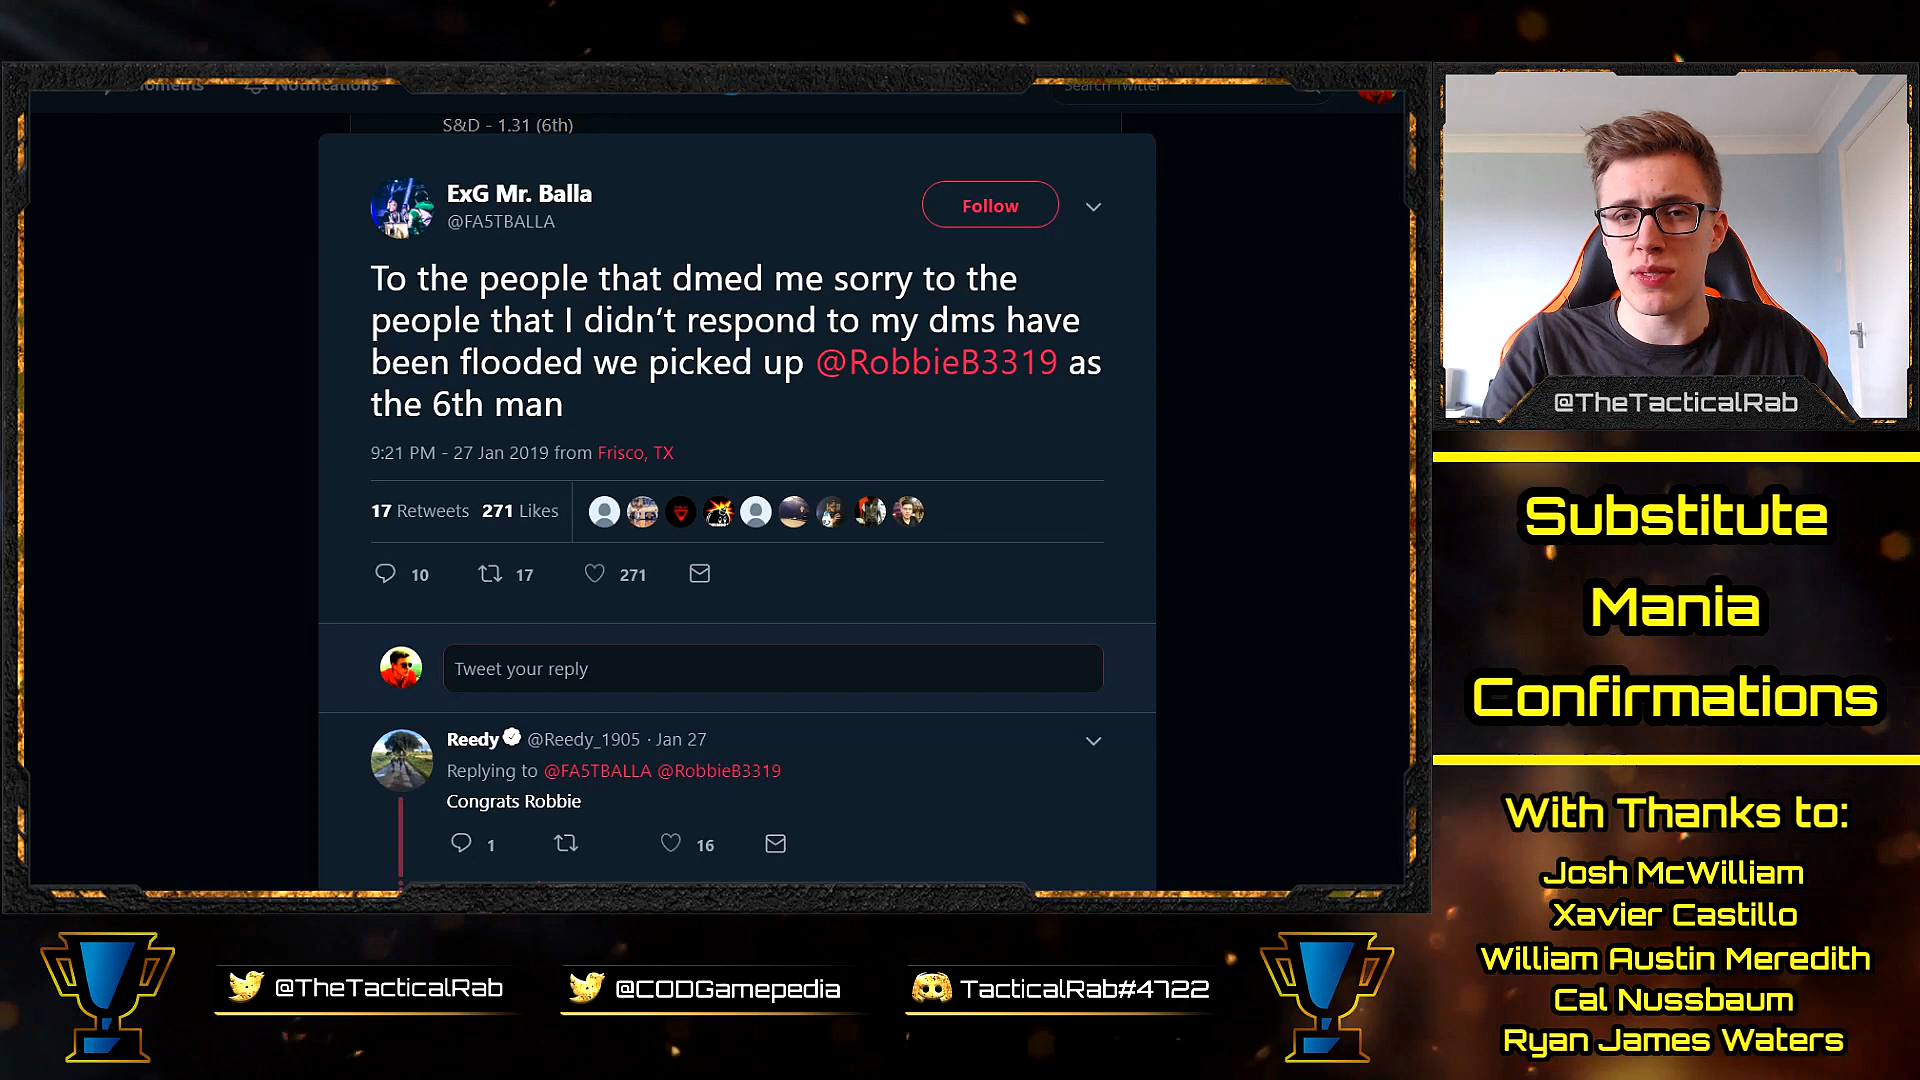 Moments Notifications Search Twitter
S&D - 1.31 (6th)
ExG Mr. Balla
@FA5TBALLA
Follow
To the people that dmed me sorry to the
people that I didn’t respond to my dms have
been flooded we picked up @RobbieB3319 as
the 6th man
9:21 PM - 27 Jan 2019 from Frisco, TX
17 Retweets 271 Likes
10 17 271
Tweet your reply
Reedy @Reedy_1905 · Jan 27
Replying to @FA5TBALLA @RobbieB3319
Congrats Robbie
1 16
@TheTacticalRab
Substitute
Mania
Confirmations
With Thanks to:
Josh McWilliam
Xavier Castillo
William Austin Meredith
Cal Nussbaum
Ryan James Waters
@TheTacticalRab
@CODGamepedia
TacticalRab#4722